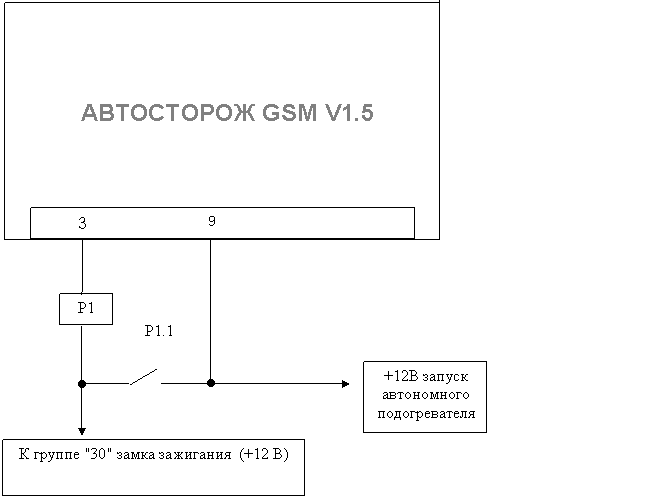 АВТОСТОРОЖ GSM V1.5
3
9
P1
P1.1
+12В запуск
автономного
подогревателя
К группе "30" замка зажигания (+12 В)